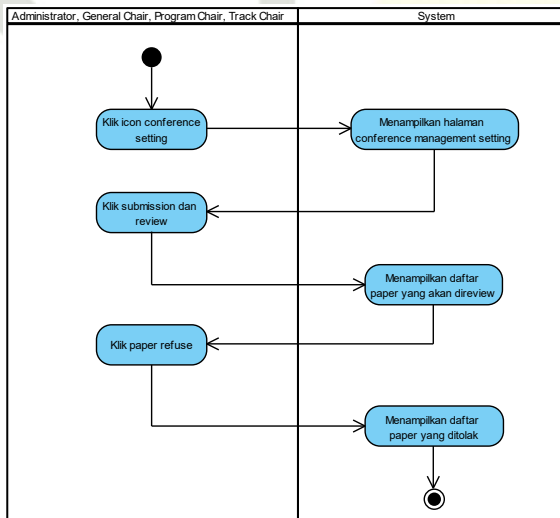 Administrator, General Chair, Program Chair, Track Chair
System
Klik icon conference
setting
Menampilkan halaman
conference management setting
Klik submission dan
review
Menampilkan daftar
paper yang akan direview
Klik paper refuse
Menampilkan daftar
paper yang ditolak